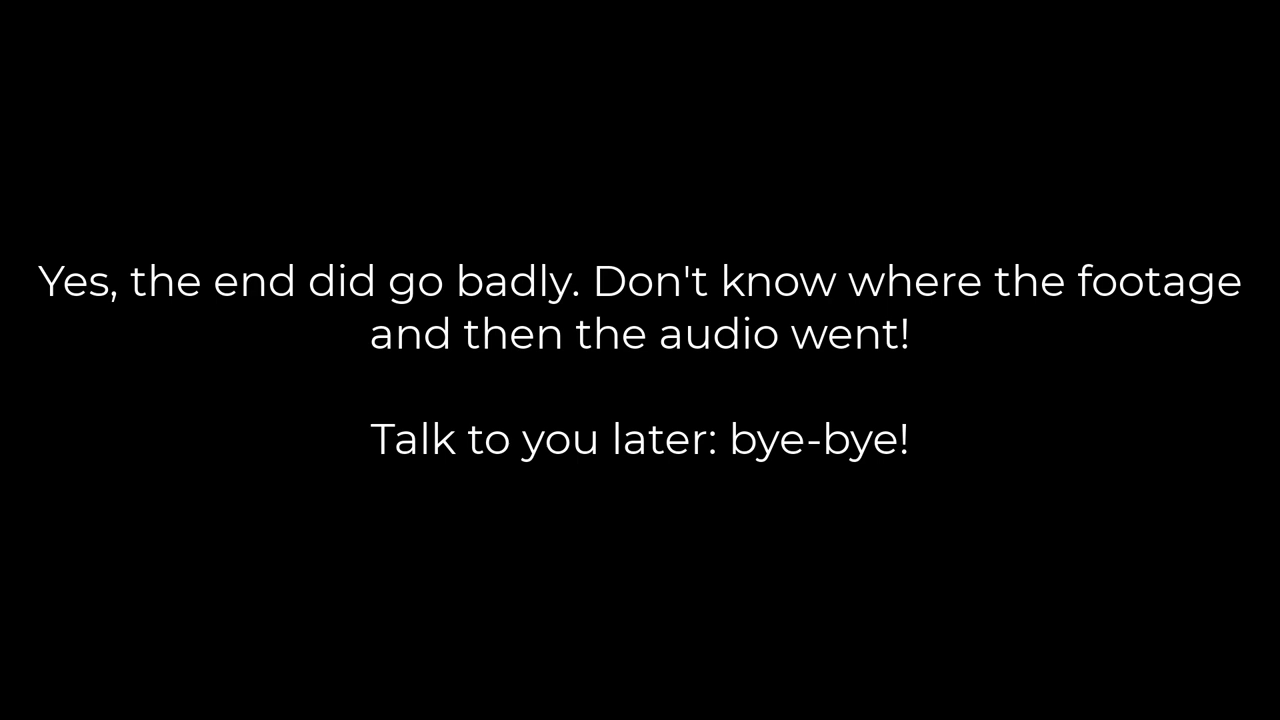 Yes, the end did go badly. Don't know where the footage
and then the audio went!
Talk to you later: bye-bye!